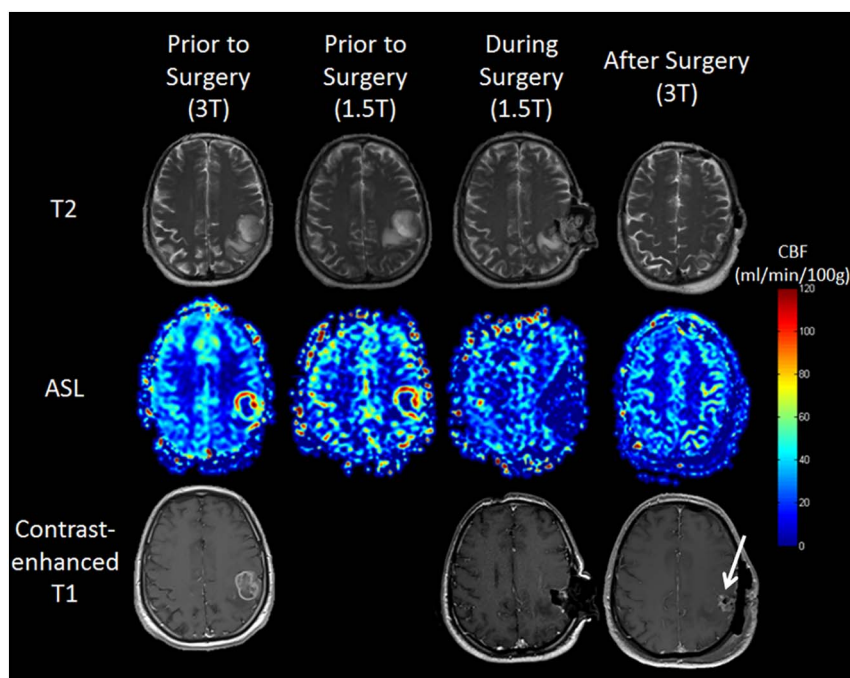 Prior to
Surgery
(3T)
Prior to
Surgery
(1.5T)
During
Surgery
(1.5T)
After Surgery
(3T)
T2
CBF
(ml/min/100g)
120
100
80
60
40
20
0
ASL
Contrast-
enhanced
T1